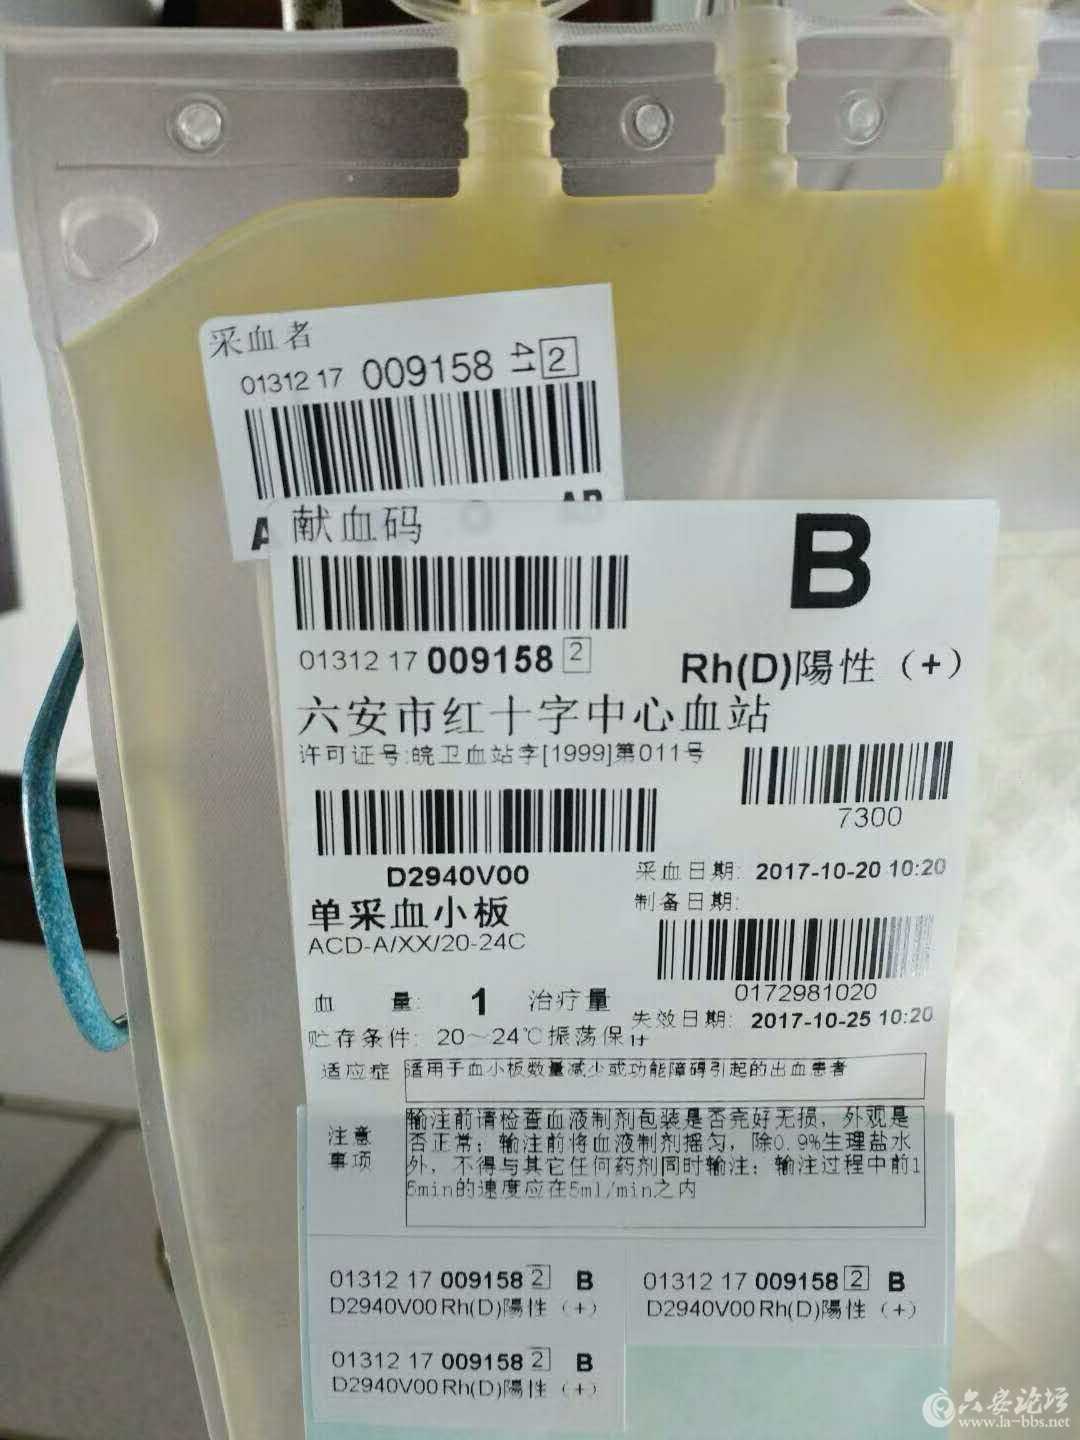 采血者
01312 17 009158 41 2
AB
献血码
B
01312 17 009158 2
Rh(D)陽性（+）
六安市红十字中心血站
许可证号:皖卫血站字[1999]第011号
7300
D2940V00
采血日期: 2017-10-20 10:20
单采血小板
制备日期:
ACD-A/XX/20-24C
0172981020
血 量: 1 治疗量
失效日期: 2017-10-25 10:20
贮存条件: 20～24℃振荡保
适应症 适用于血小板数量减少或功能障碍引起的出血患者
注意事项
输注前请检查血液制剂包装是否完好无损，外观是
否正常；输注前将血液制剂摇匀，除0.9%生理盐水
外，不得与其它任何药剂同时输注；输注过程中前1
5min的速度应在5ml/min之内
01312 17 009158 2 B
D2940V00 Rh(D)陽性（+）
01312 17 009158 2 B
D2940V00 Rh(D)陽性（+）
01312 17 009158 2 B
D2940V00 Rh(D)陽性（+）
六安论坛
www.la-bbs.net